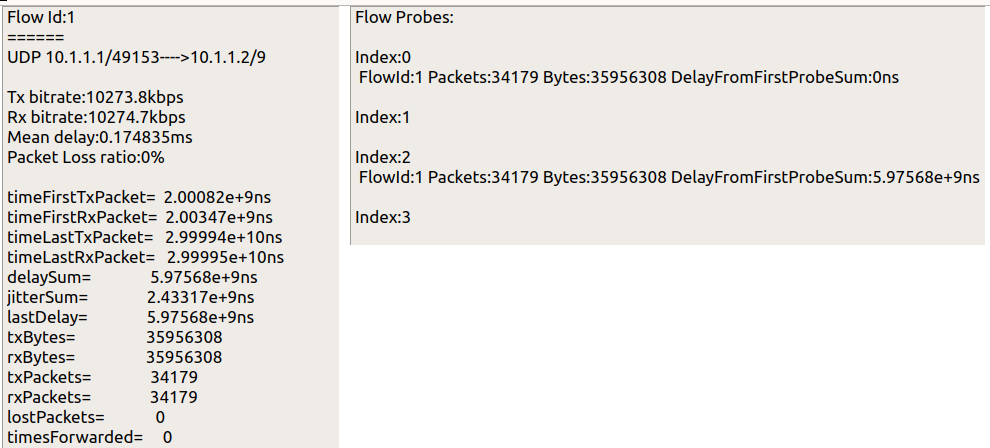 Flow Id:1
======
UDP 10.1.1.1/49153---->10.1.1.2/9
Tx bitrate:10273.8kbps
Rx bitrate:10274.7kbps
Mean delay:0.174835ms
Packet Loss ratio:0%
timeFirstTxPacket= 2.00082e+9ns
timeFirstRxPacket= 2.00347e+9ns
timeLastTxPacket= 2.99994e+10ns
timeLastRxPacket= 2.99995e+10ns
delaySum= 5.97568e+9ns
jitterSum= 2.43317e+9ns
lastDelay= 5.97568e+9ns
txBytes= 35956308
rxBytes= 35956308
txPackets= 34179
rxPackets= 34179
lostPackets= 0
timesForwarded= 0
Flow Probes:
Index:0
FlowId:1 Packets:34179 Bytes:35956308 DelayFromFirstProbeSum:0ns
Index:1
Index:2
FlowId:1 Packets:34179 Bytes:35956308 DelayFromFirstProbeSum:5.97568e+9ns
Index:3